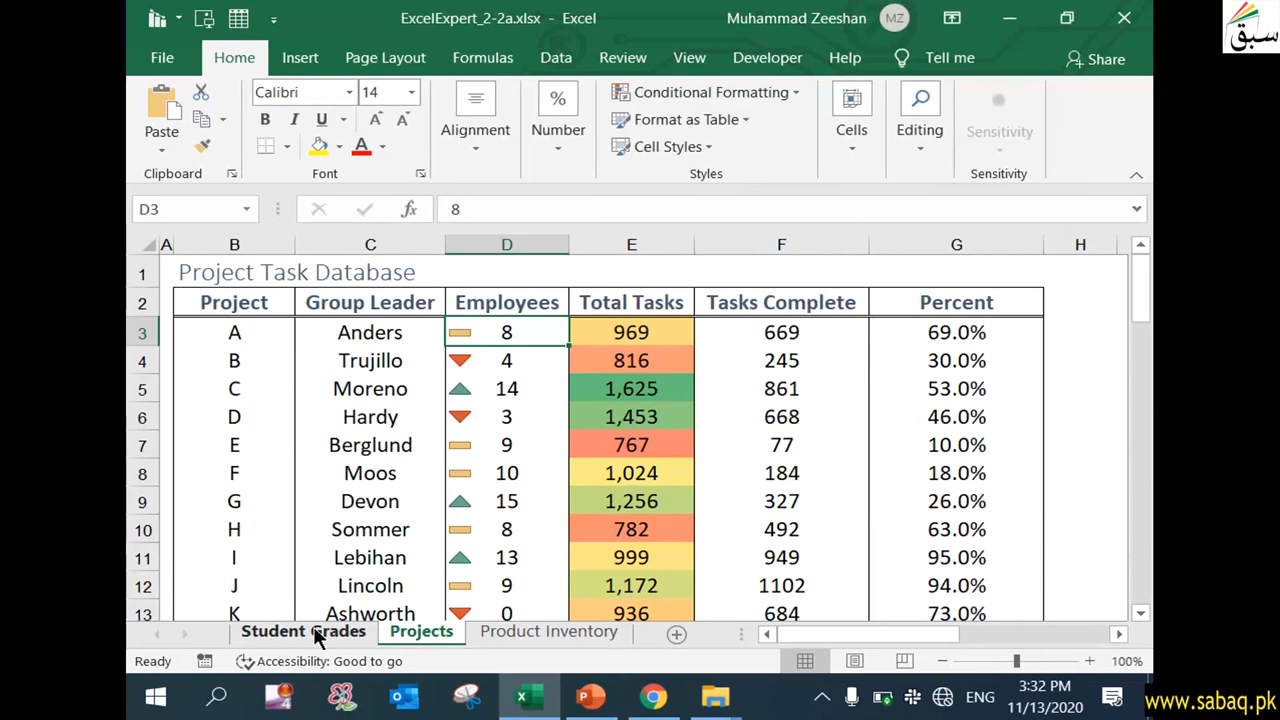 ExcelExpert_2-2a.xlsx - Excel
Muhammad Zeeshan
MZ
سبق
File Home Insert Page Layout Formulas Data Review View Developer Help Tell me Share
Paste
Calibri 14
B I U A A
A
Alignment
%
Number
Conditional Formatting
Format as Table
Cell Styles
Cells
Editing
Sensitivity
Clipboard Font Styles Sensitivity
D3 fx 8
A B C D E F G H
1 Project Task Database
2 Project Group Leader Employees Total Tasks Tasks Complete Percent
3 A Anders 8 969 669 69.0%
4 B Trujillo 4 816 245 30.0%
5 C Moreno 14 1,625 861 53.0%
6 D Hardy 3 1,453 668 46.0%
7 E Berglund 9 767 77 10.0%
8 F Moos 10 1,024 184 18.0%
9 G Devon 15 1,256 327 26.0%
10 H Sommer 8 782 492 63.0%
11 I Lebihan 13 999 949 95.0%
12 J Lincoln 9 1,172 1102 94.0%
13 K Ashworth 0 936 684 73.0%
Student Grades Projects Product Inventory
Ready Accessibility: Good to go 100%
ENG
3:32 PM
11/13/2020
www.sabaq.pk